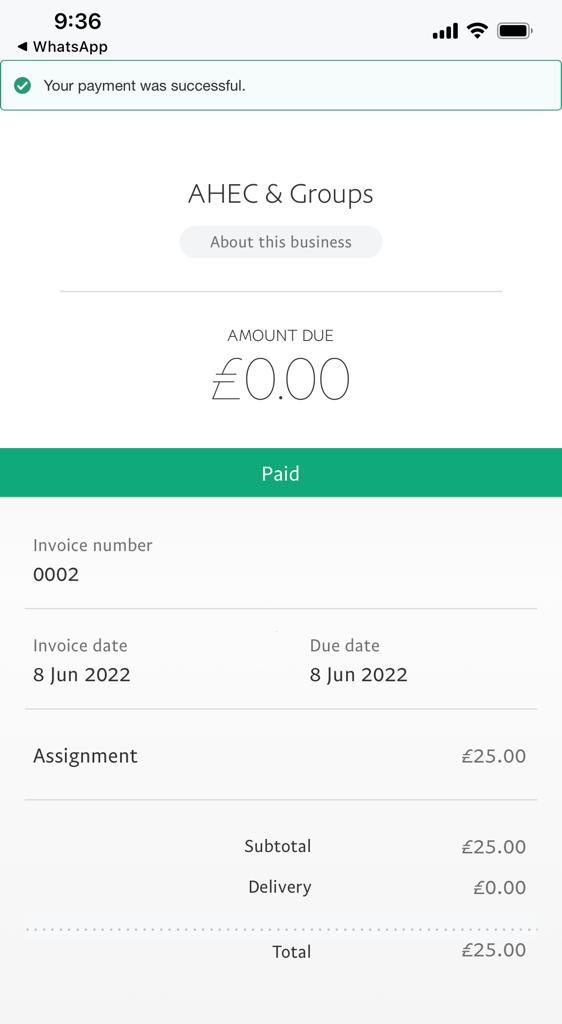 9:36
WhatsApp
Your payment was successful.
AHEC & Groups
About this business
AMOUNT DUE
£0.00
Paid
Invoice number
0002
Invoice date Due date
8 Jun 2022 8 Jun 2022
Assignment £25.00
Subtotal £25.00
Delivery £0.00
Total £25.00